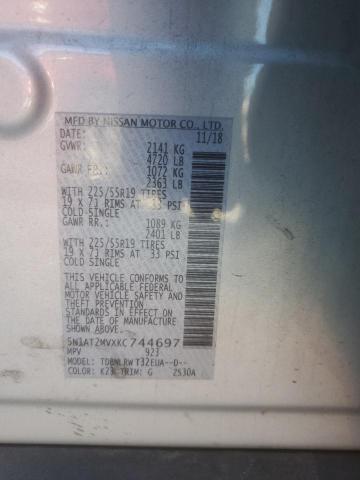 MFD BY NISSAN MOTOR CO., LTD.
DATE: 11/18
GVWR: 2141 KG
4720 LB
GAWR FR.: 1072 KG
2363 LB
WITH 225/55R19 TIRES
19 X 7J RIMS AT 33 PSI
COLD-SINGLE
GAWR RR.: 1089 KG
2401 LB
WITH 225/55R19 TIRES
19 X 7J RIMS AT 33 PSI
COLD SINGLE
THIS VEHICLE CONFORMS TO
ALL APPLICABLE FEDERAL
MOTOR VEHICLE SAFETY,
THEFT PREVENTION
STANDARDS IN EFFECT ON
THE DATE OF MANUFACTURE
SHOWN ABOVE.
5N1AT2MVXKC744697
MPV 923
MODEL: T32EUA--D--
COLOR: K23 TRIM: G 2530A